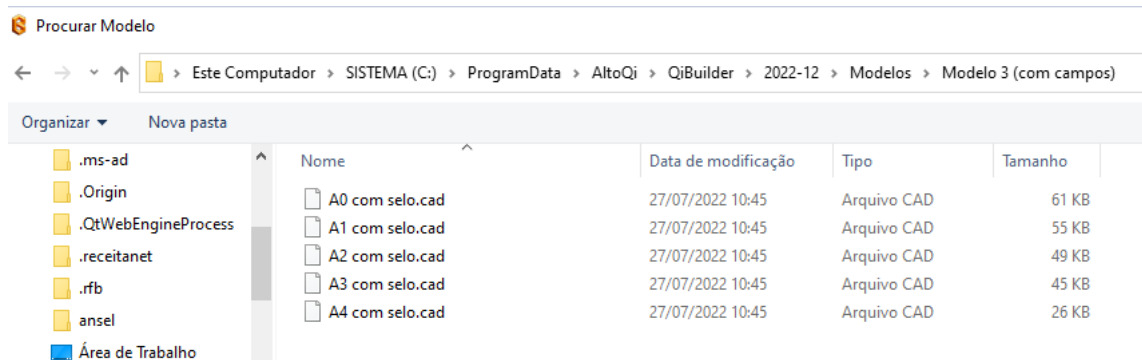 Procurar Modelo
Este Computador > SISTEMA (C:) > ProgramData > AltoQi > QiBuilder > 2022-12 > Modelos > Modelo 3 (com campos)
Organizar Nova pasta
.ms-ad
.Origin
.QtWebEngineProcess
.receitanet
.rfb
ansel
Área de Trabalho
Nome Data de modificação Tipo Tamanho
A0 com selo.cad 27/07/2022 10:45 Arquivo CAD 61 KB
A1 com selo.cad 27/07/2022 10:45 Arquivo CAD 55 KB
A2 com selo.cad 27/07/2022 10:45 Arquivo CAD 49 KB
A3 com selo.cad 27/07/2022 10:45 Arquivo CAD 45 KB
A4 com selo.cad 27/07/2022 10:45 Arquivo CAD 26 KB